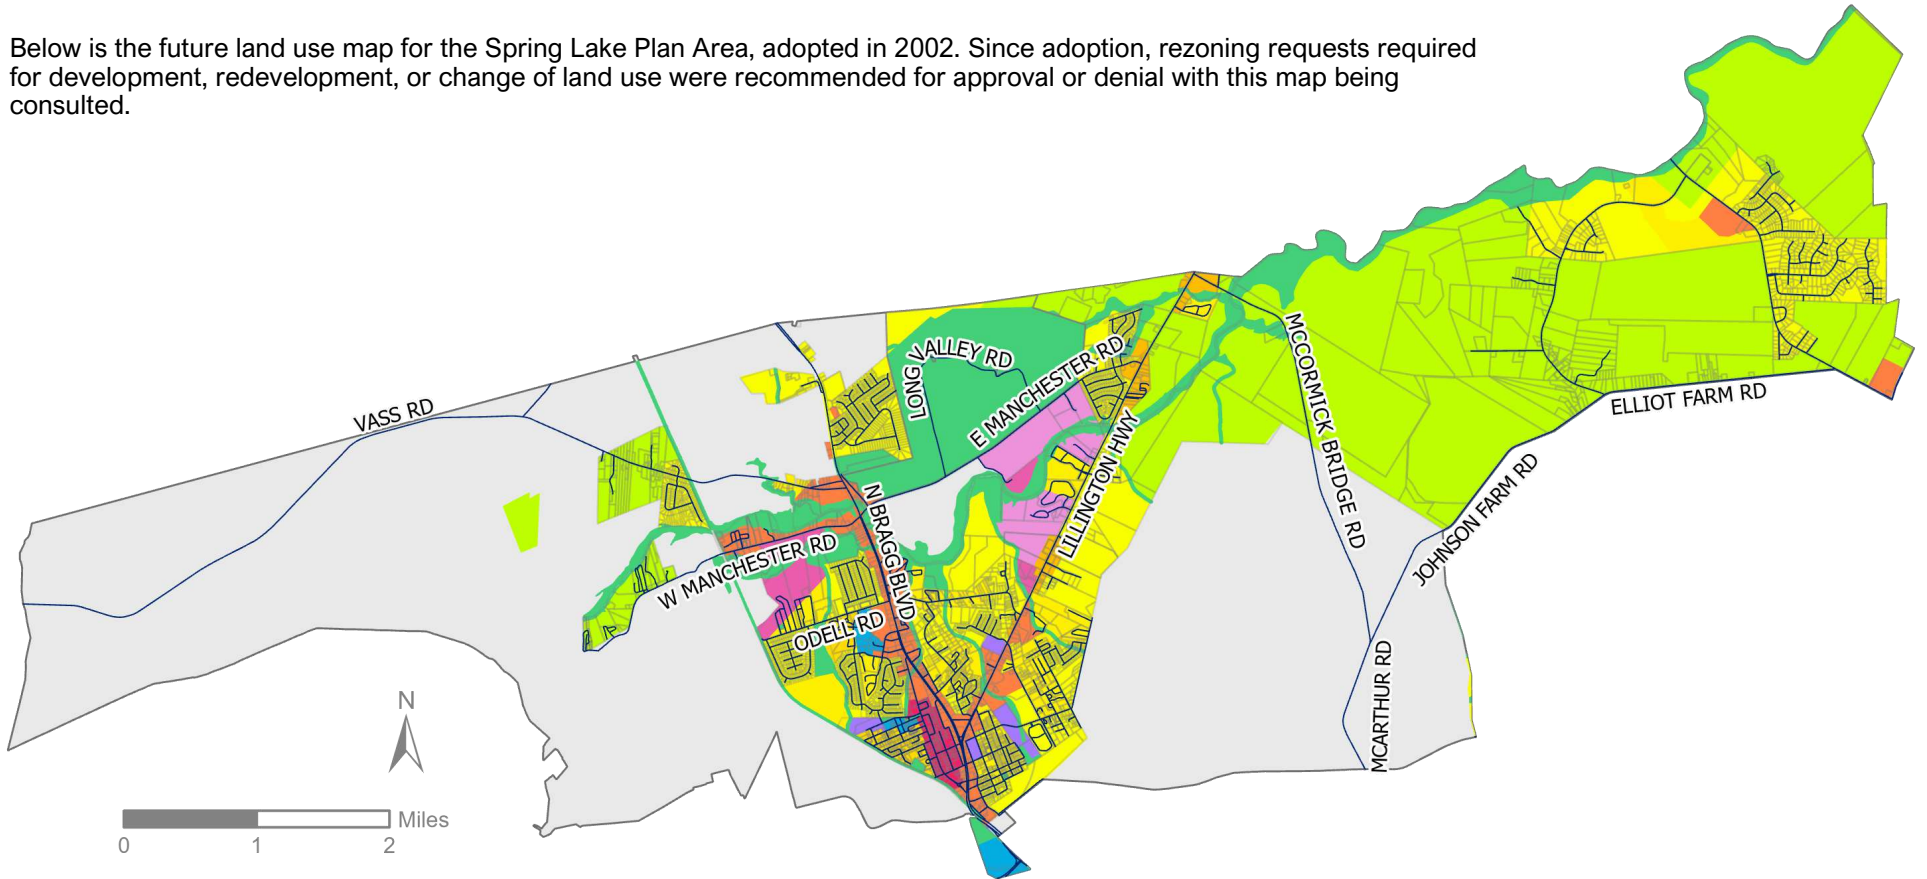 Below is the future land use map for the Spring Lake Plan Area, adopted in 2002. Since adoption, rezoning requests required
for development, redevelopment, or change of land use were recommended for approval or denial with this map being
consulted.
VASS RD
LONG VALLEY RD
E MANCHESTER RD
MCCORMICK BRIDGE RD
ELLIOT FARM RD
LILLINGTON HWY
JOHNSON FARM RD
N BRAGG BLVD
W MANCHESTER RD
ODELL RD
MCARTHUR RD
N
Miles
0 1 2